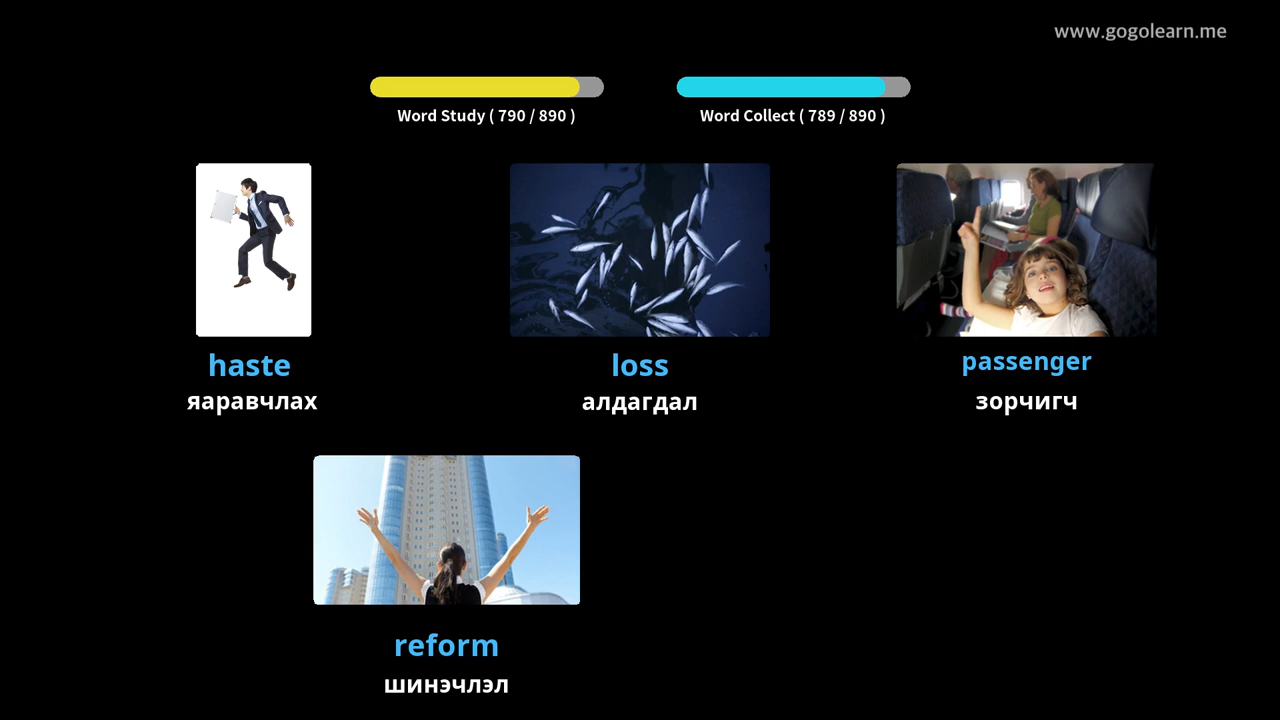 www.gogolearn.me
Word Study ( 790 / 890 )
Word Collect ( 789 / 890 )
haste
яаравчлах
loss
алдагдал
passenger
зорчигч
reform
шинэчлэл